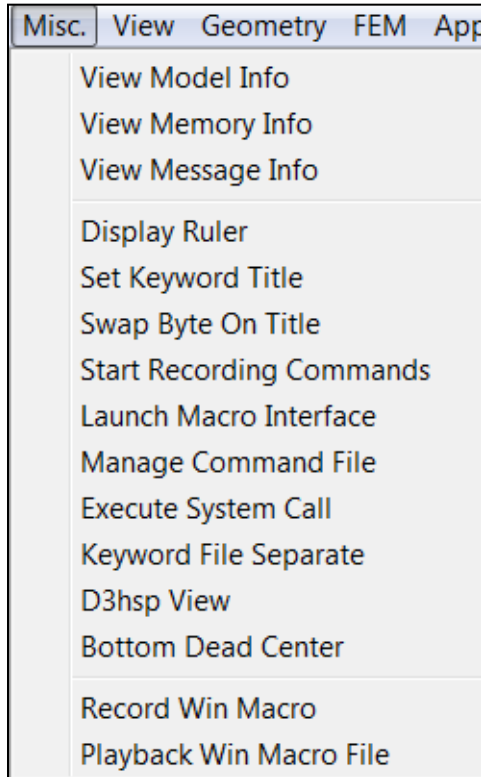 Misc. View Geometry FEM App
View Model Info
View Memory Info
View Message Info
Display Ruler
Set Keyword Title
Swap Byte On Title
Start Recording Commands
Launch Macro Interface
Manage Command File
Execute System Call
Keyword File Separate
D3hsp View
Bottom Dead Center
Record Win Macro
Playback Win Macro File